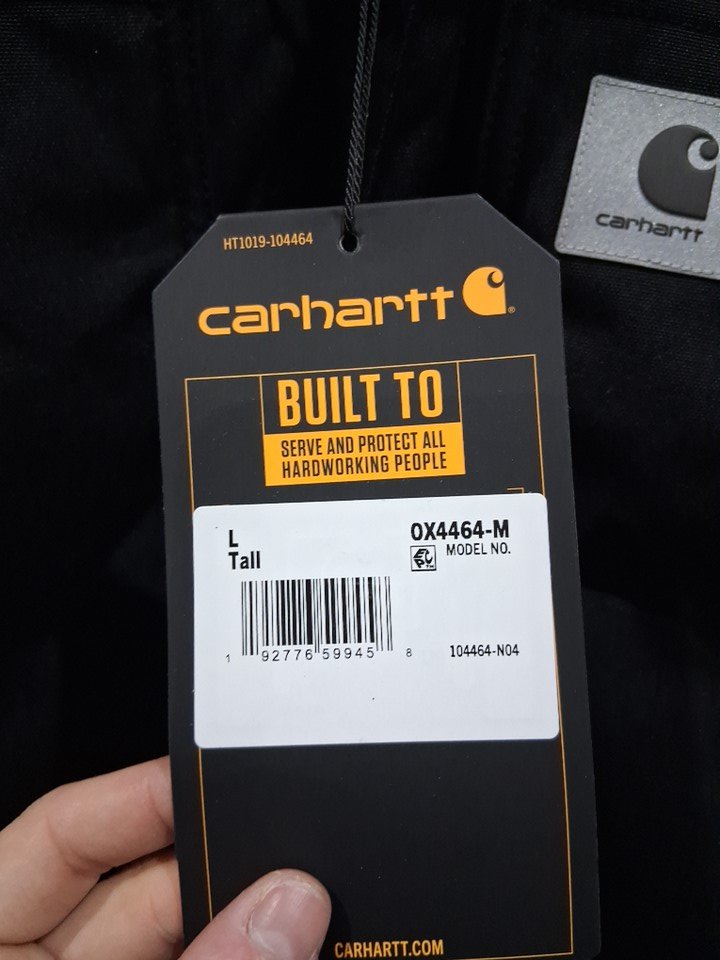 HT1019-104464
carhartt
carhartt
BUILT TO
SERVE AND PROTECT ALL
HARDWORKING PEOPLE
L
Tall
OX4464-M
MODEL NO.
EPC™
1 92776 59945 8
104464-N04
CARHARTT.COM